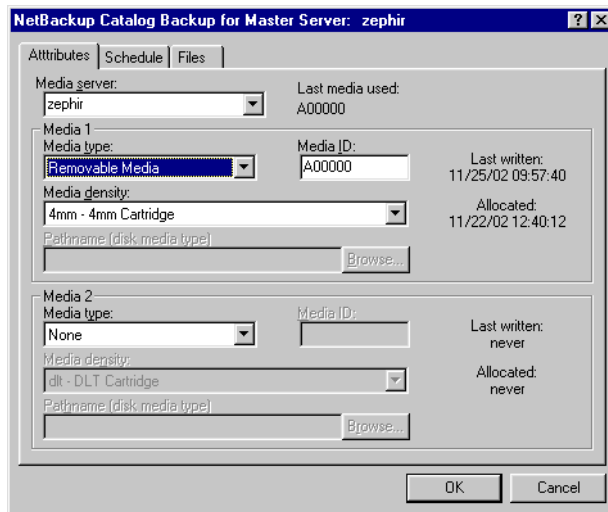 NetBackup Catalog Backup for Master Server: zephir
Atttributes Schedule Files
Media server:
zephir
Last media used:
A00000
Media 1
Media type:
Removable Media
Media ID:
A00000
Last written:
11/25/02 09:57:40
Media density:
4mm - 4mm Cartridge
Allocated:
11/22/02 12:40:12
Pathname (disk media type)
Browse...
Media 2
Media type:
None
Media ID:
Last written:
never
Media density:
dlt - DLT Cartridge
Allocated:
never
Pathname (disk media type)
Browse...
OK Cancel